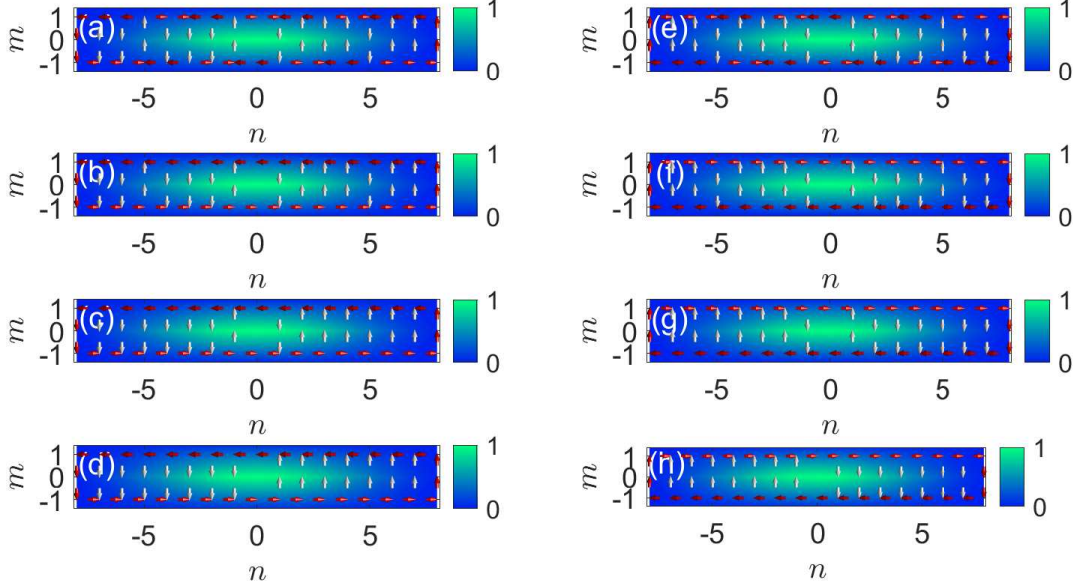 1 (a) 1 1 (e) 1
m 0 m 0
-1 0 -1 0
-5 0 5 -5 0 5
n n
1 (b) 1 1 (f) 1
m 0 m 0
-1 0 -1 0
-5 0 5 -5 0 5
n n
1 (c) 1 1 (g) 1
m 0 m 0
-1 0 -1 0
-5 0 5 -5 0 5
n n
1 (d) 1 1 (h) 1
m 0 m 0
-1 0 -1 0
-5 0 5 -5 0 5
n n